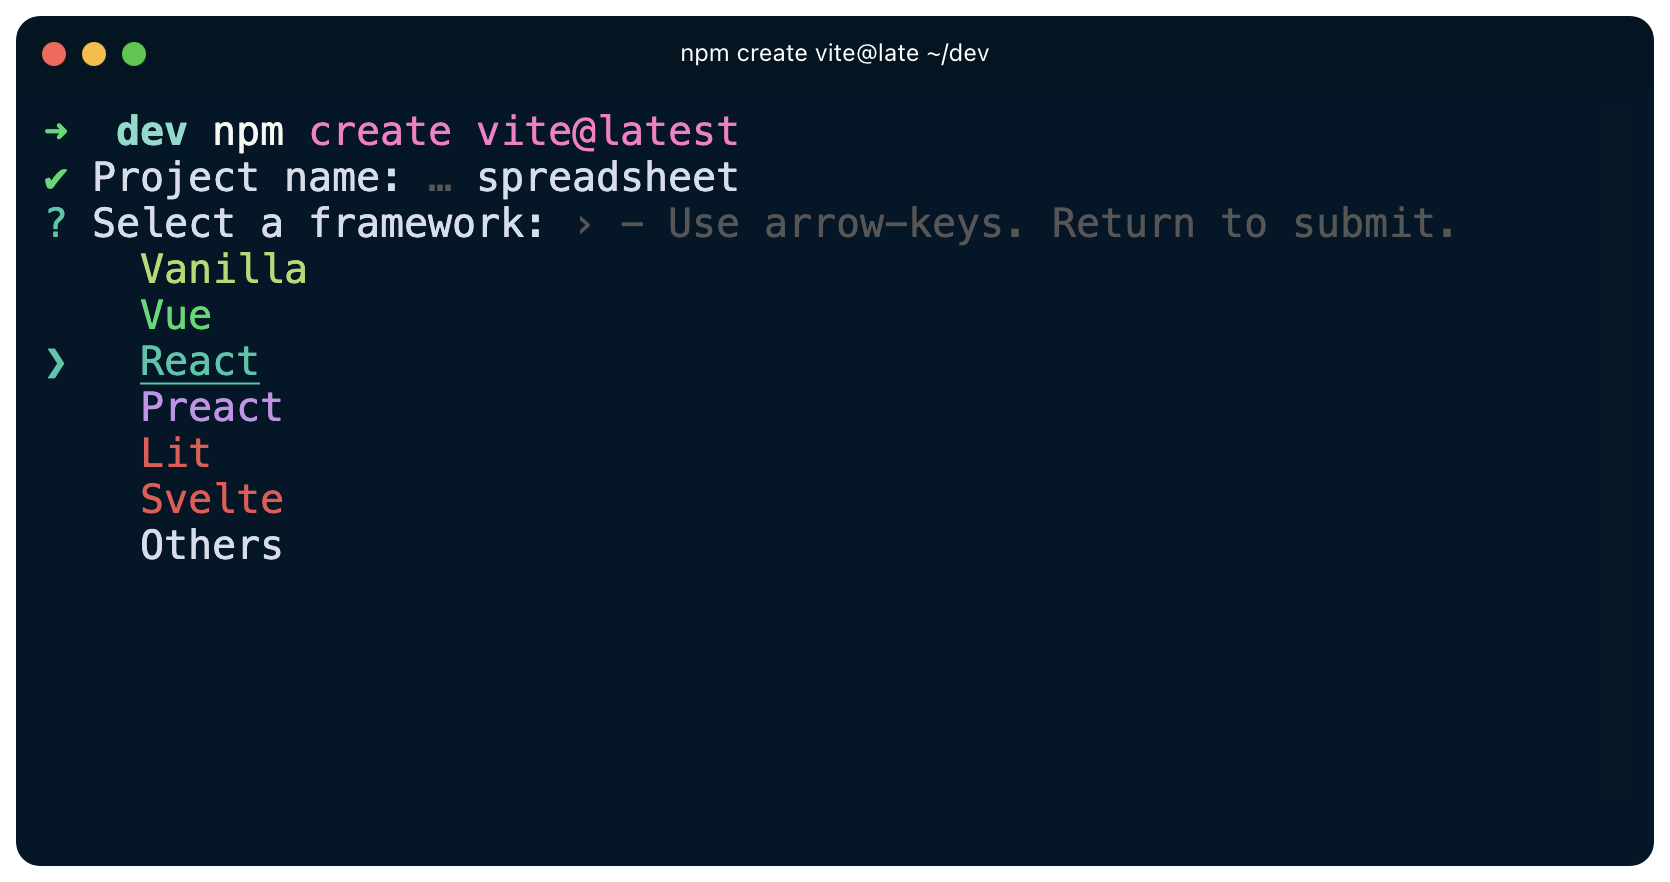 npm create vite@late ~/dev
➜  dev npm create vite@latest
✔ Project name: … spreadsheet
? Select a framework: › - Use arrow-keys. Return to submit.
Vanilla
Vue
❯ React
Preact
Lit
Svelte
Others